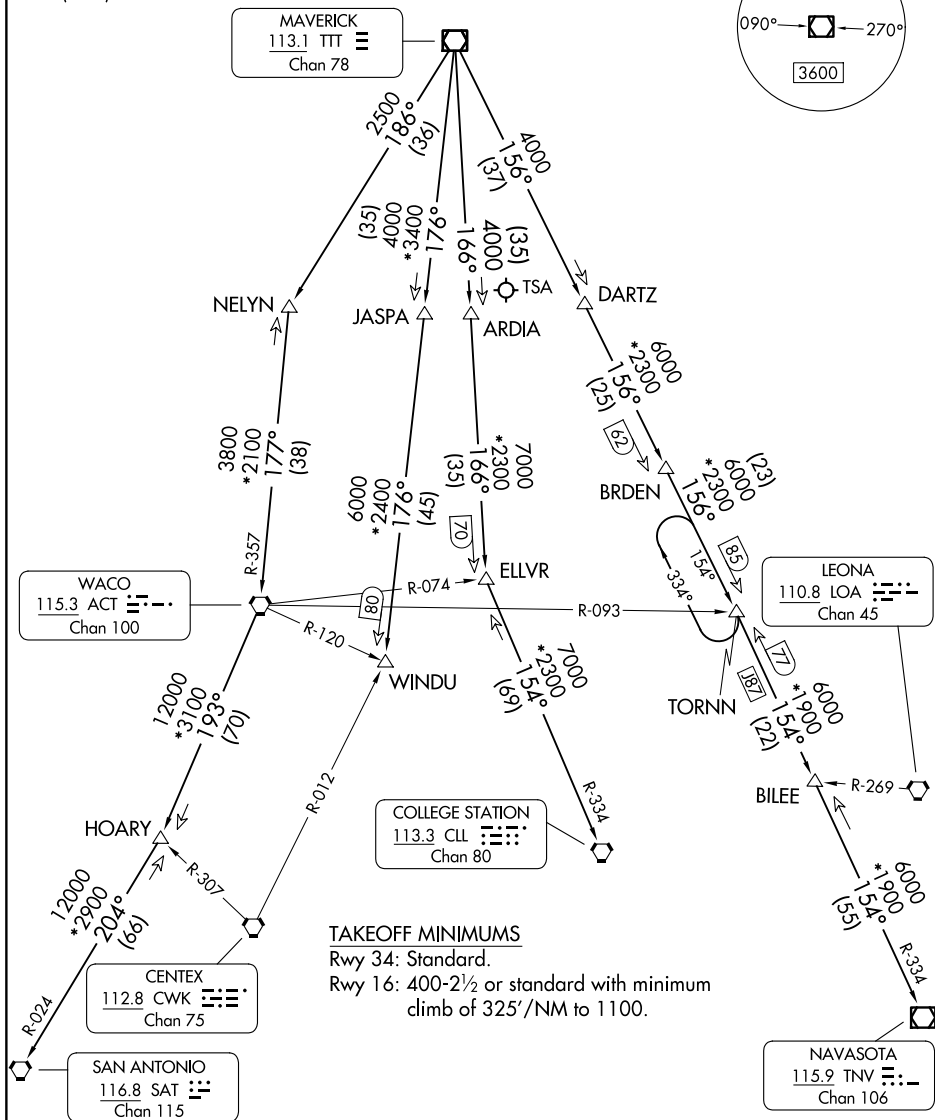 MAVERICK
113.1 TTT
Chan 78
090°
270°
3600
2500
186°
(36)
(35)
4000
*3400
176°
(35)
4000
166°
4000
156°
(37)
TSA
NELYN
JASPA
ARDIA
DARTZ
3800
*2100
177°
(38)
6000
*2400
176°
(45)
7000
*2300
166°
(35)
6000
*2300
156°
(25)
62
BRDEN
(23)
6000
*2300
156°
70
85
154°
334°
R-357
WACO
115.3 ACT
Chan 100
R-074
ELLVR
80
R-093
R-120
WINDU
LEONA
110.8 LOA
Chan 45
77
J87
TORNN
6000
*1900
154°
(22)
7000
*2300
154°
(69)
12000
*3100
193°
(70)
R-012
BILEE
R-269
R-334
COLLEGE STATION
113.3 CLL
Chan 80
HOARY
R-307
12000
*2900
204°
(66)
6000
*1900
154°
(55)
R-334
TAKEOFF MINIMUMS
Rwy 34: Standard.
Rwy 16: 400-2½ or standard with minimum
climb of 325'/NM to 1100.
CENTEX
112.8 CWK
Chan 75
R-024
SAN ANTONIO
116.8 SAT
Chan 115
NAVASOTA
115.9 TNV
Chan 106